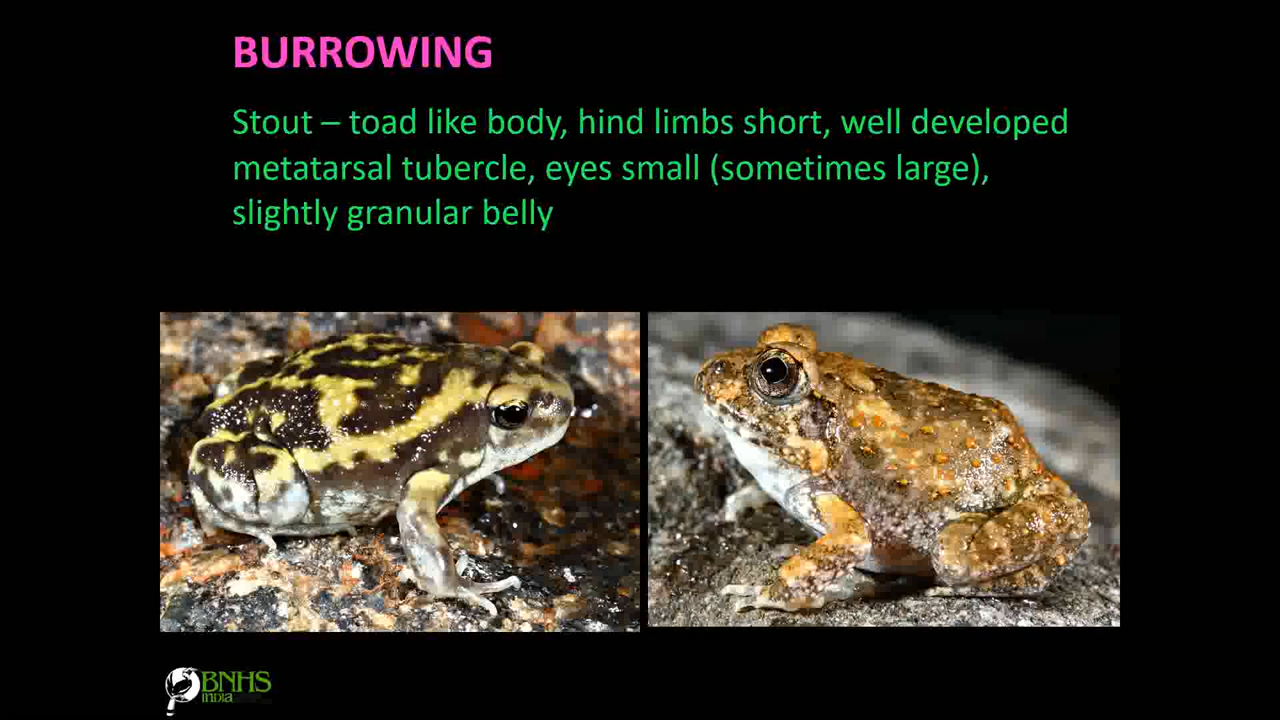 BURROWING
Stout – toad like body, hind limbs short, well developed
metatarsal tubercle, eyes small (sometimes large),
slightly granular belly
BNHS
INDIA